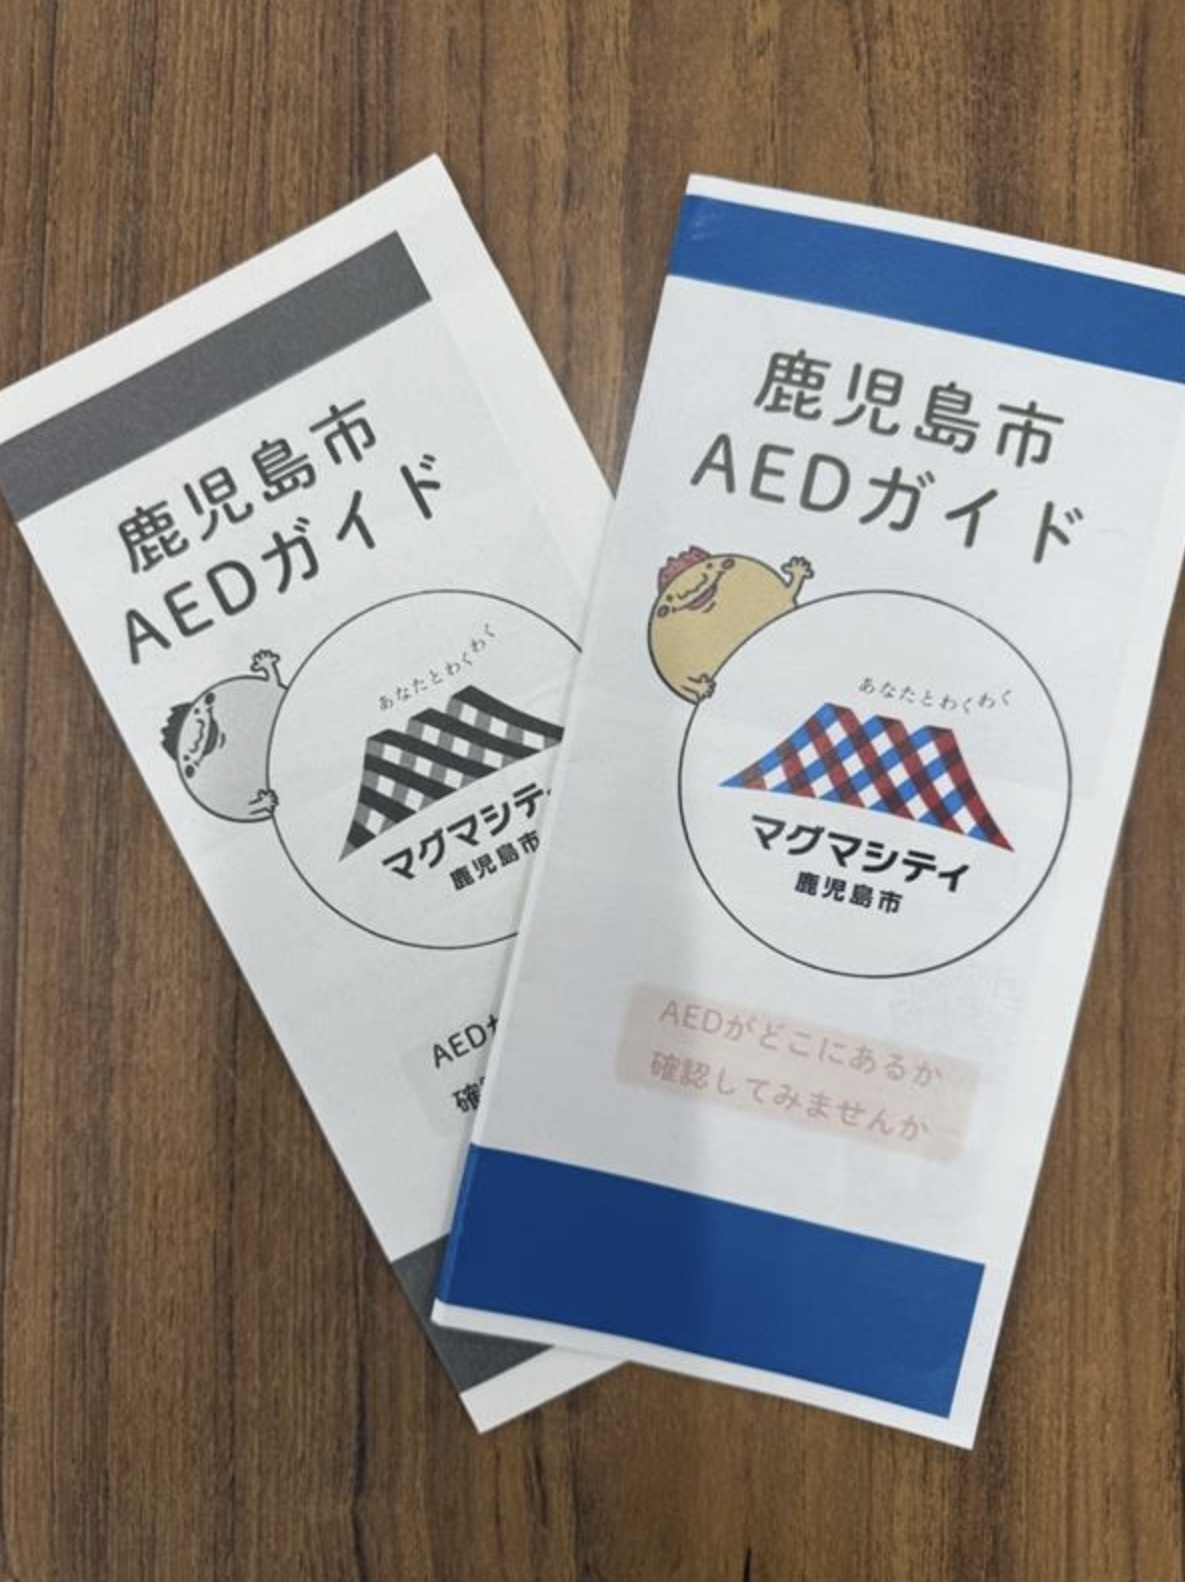 鹿児島市
AEDガイド
あなたとわくわく
マグマシティ
鹿児島市
AED
確
鹿児島市
AEDガイド
あなたとわくわく
マグマシティ
鹿児島市
AEDがどこにあるか
確認してみませんか